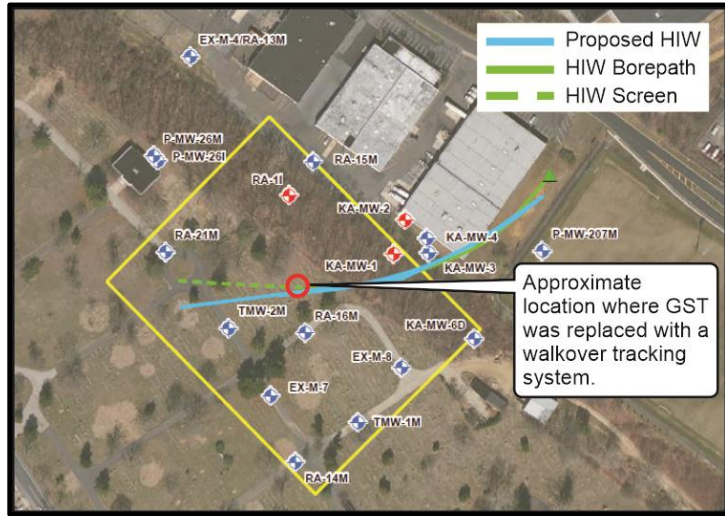 EX-M-4/RA-13M
Proposed HIW
HIW Borepath
HIW Screen
P-MW-26M
P-MW-26I
RA-15M
RA-1I
KA-MW-2
RA-21M
KA-MW-4
P-MW-207M
KA-MW-1
KA-MW-3
Approximate
location where GST
was replaced with a
walkover tracking
system.
TMW-2M
RA-16M
KA-MW-6D
EX-M-8
EX-M-7
TMW-1M
RA-14M